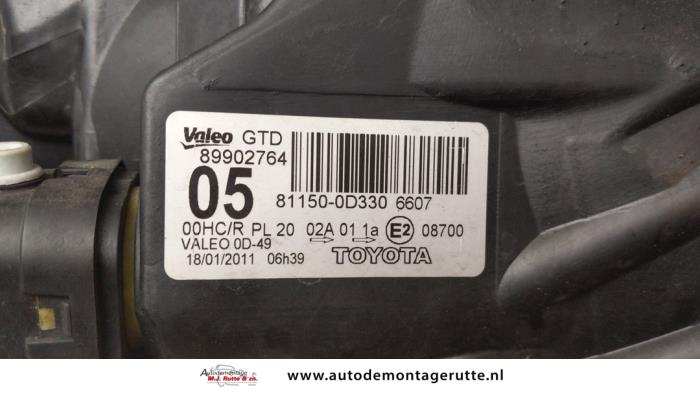 Valeo GTD
89902764
05
81150-0D330 6607
00HC/R PL 20 02A 01 1a E2 08700
VALEO 0D-49
18/01/2011 06h39 TOYOTA
Autodemontage
M.J. Rutte & zn.
www.autodemontagerutte.nl